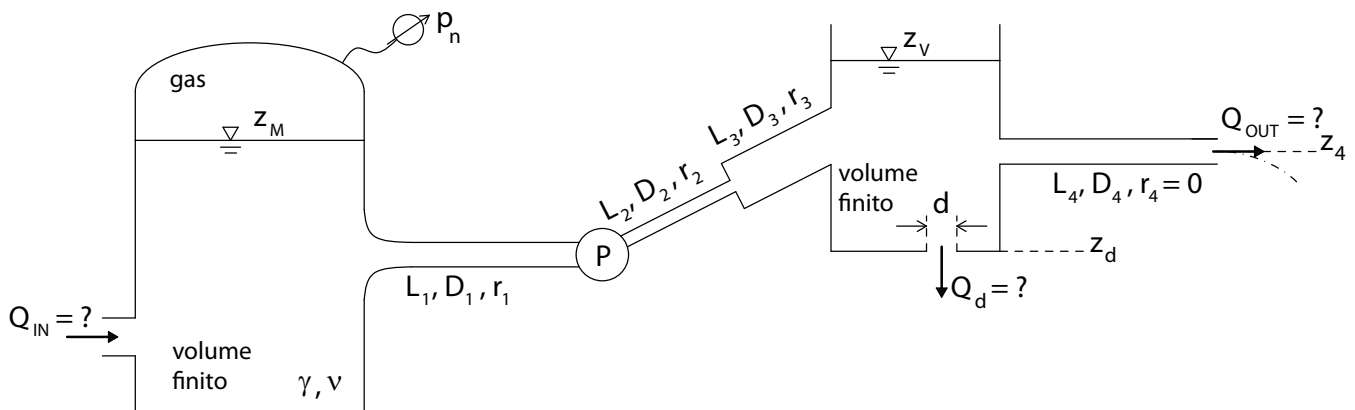 p_n
gas
z_M
z_V
L_3, D_3, r_3
L_2, D_2, r_2
Q_OUT = ?
z_4
L_4, D_4, r_4 = 0
volume
finito
d
z_d
Q_d = ?
P
L_1, D_1, r_1
Q_IN = ?
volume
finito
γ, ν